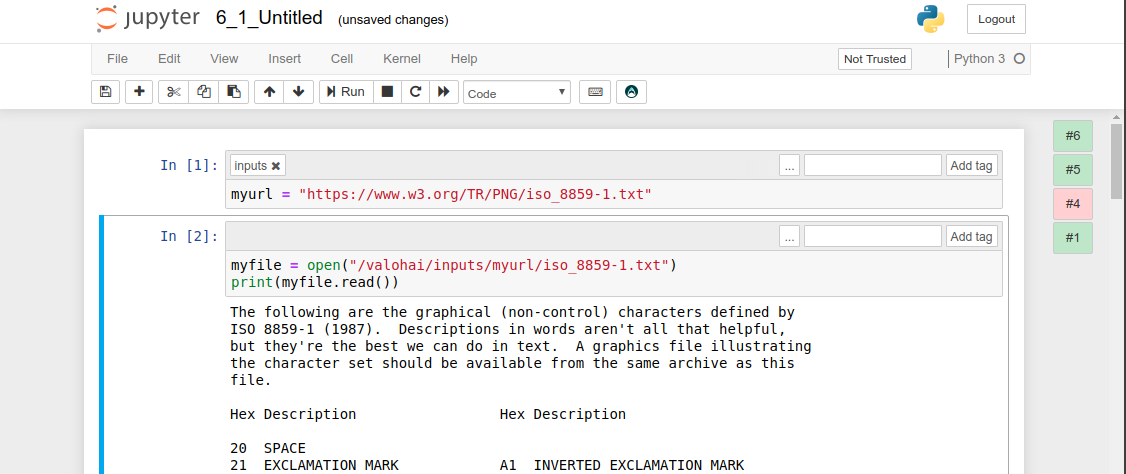 jupyter 6_1_Untitled (unsaved changes) Logout
File Edit View Insert Cell Kernel Help Not Trusted Python 3
Run Code
#6
#5
#4
#1
In [1]: inputs ... Add tag
myurl = "https://www.w3.org/TR/PNG/iso_8859-1.txt"
In [2]: ... Add tag
myfile = open("/valohai/inputs/myurl/iso_8859-1.txt")
print(myfile.read())
The following are the graphical (non-control) characters defined by
ISO 8859-1 (1987).  Descriptions in words aren't all that helpful,
but they're the best we can do in text.  A graphics file illustrating
the character set should be available from the same archive as this
file.
Hex Description                 Hex Description
20  SPACE
21  EXCLAMATION MARK            A1  INVERTED EXCLAMATION MARK